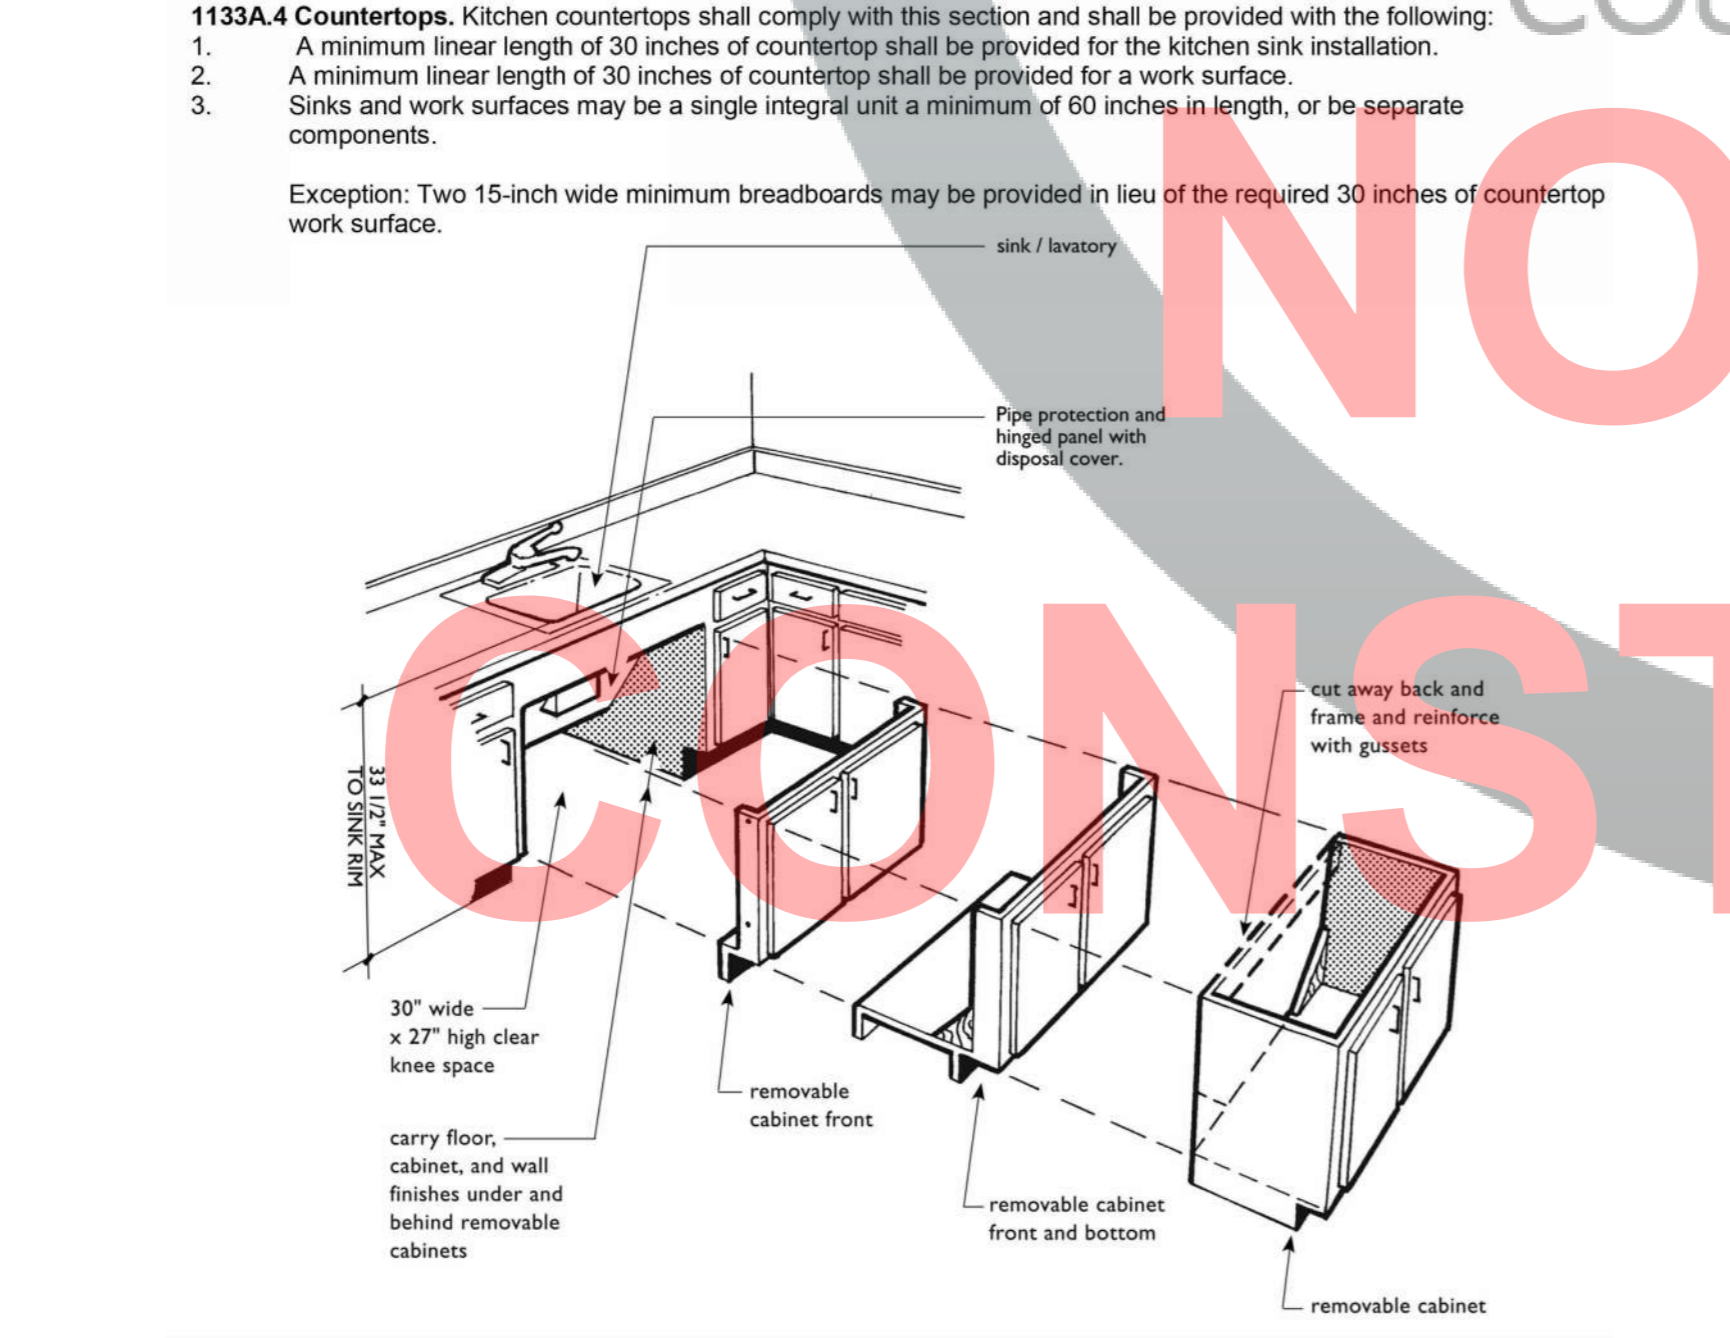 COU
1133A.4 Countertops. Kitchen countertops shall comply with this section and shall be provided with the following:
1. A minimum linear length of 30 inches of countertop shall be provided for the kitchen sink installation.
2. A minimum linear length of 30 inches of countertop shall be provided for a work surface.
3. Sinks and work surfaces may be a single integral unit a minimum of 60 inches in length, or be separate
components.
Exception: Two 15-inch wide minimum breadboards may be provided in lieu of the required 30 inches of countertop
work surface.
NO
sink / lavatory
Pipe protection and
hinged panel with
disposal cover.
CONST
cut away back and
frame and reinforce
with gussets
33 1/2" MAX
TO SINK RIM
30" wide
x 27" high clear
knee space
removable
cabinet front
carry floor,
cabinet, and wall
finishes under and
behind removable
cabinets
removable cabinet
front and bottom
removable cabinet